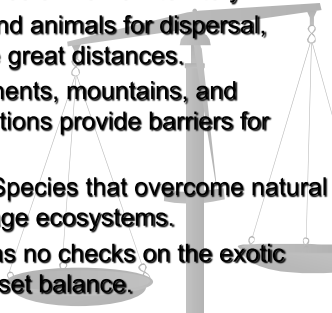 nd animals for dispersal,
great distances.
ments, mountains, and
tions provide barriers for
Species that overcome natural
ge ecosystems.
as no checks on the exotic
set balance.